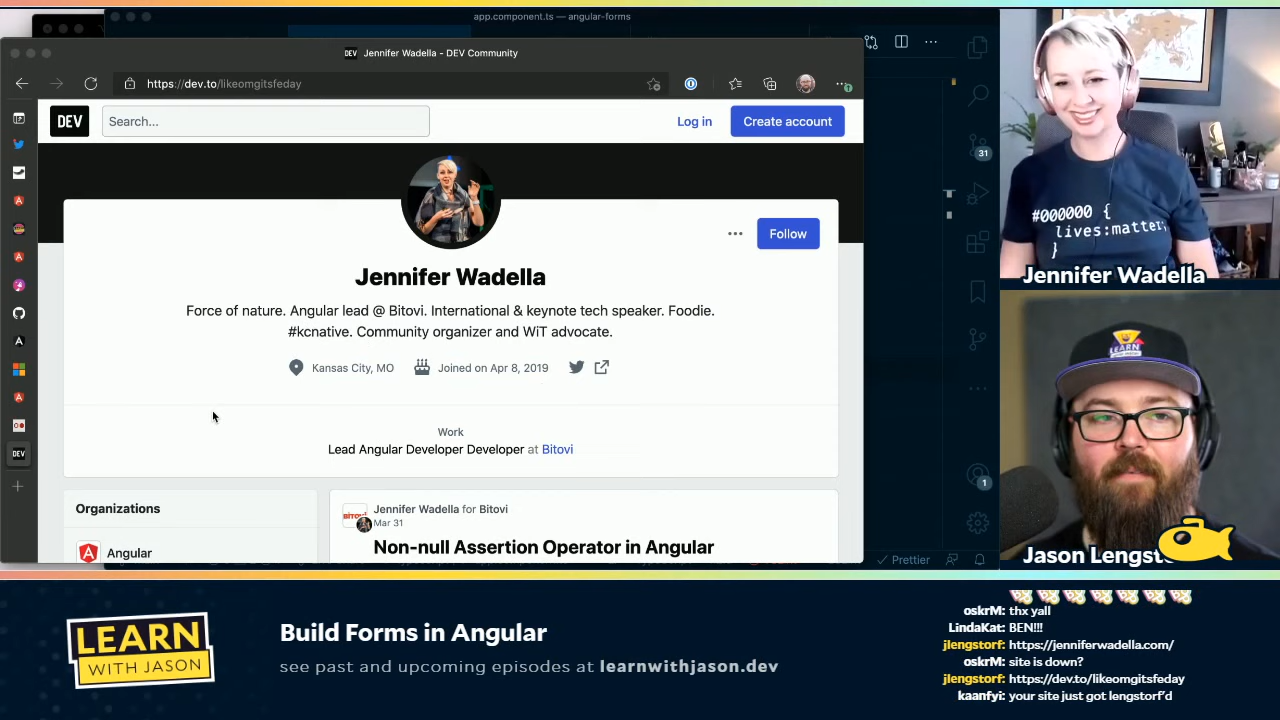 app.component.ts — angular-forms
DEV Jennifer Wadella - DEV Community
https://dev.to/likeomgitsfeday
DEV
Search...
Log in
Create account
31
Follow
Jennifer Wadella
Force of nature. Angular lead @ Bitovi. International & keynote tech speaker. Foodie.
#kcnative. Community organizer and WiT advocate.
Kansas City, MO
Joined on Apr 8, 2019
Work
Lead Angular Developer Developer at Bitovi
DEV
1
Organizations
Angular
Jennifer Wadella for Bitovi
Mar 31
BITOVI
Non-null Assertion Operator in Angular
Prettier
#000000 {
lives:matter;
}
Jennifer Wadella
LEARN
Jason Lengst
LEARN
WITH JASON
Build Forms in Angular
see past and upcoming episodes at learnwithjason.dev
oskrM: thx yall
LindaKat: BEN!!!
jlengstorf: https://jenniferwadella.com/
oskrM: site is down?
jlengstorf: https://dev.to/likeomgitsfeday
kaanfyi: your site just got lengstorf'd